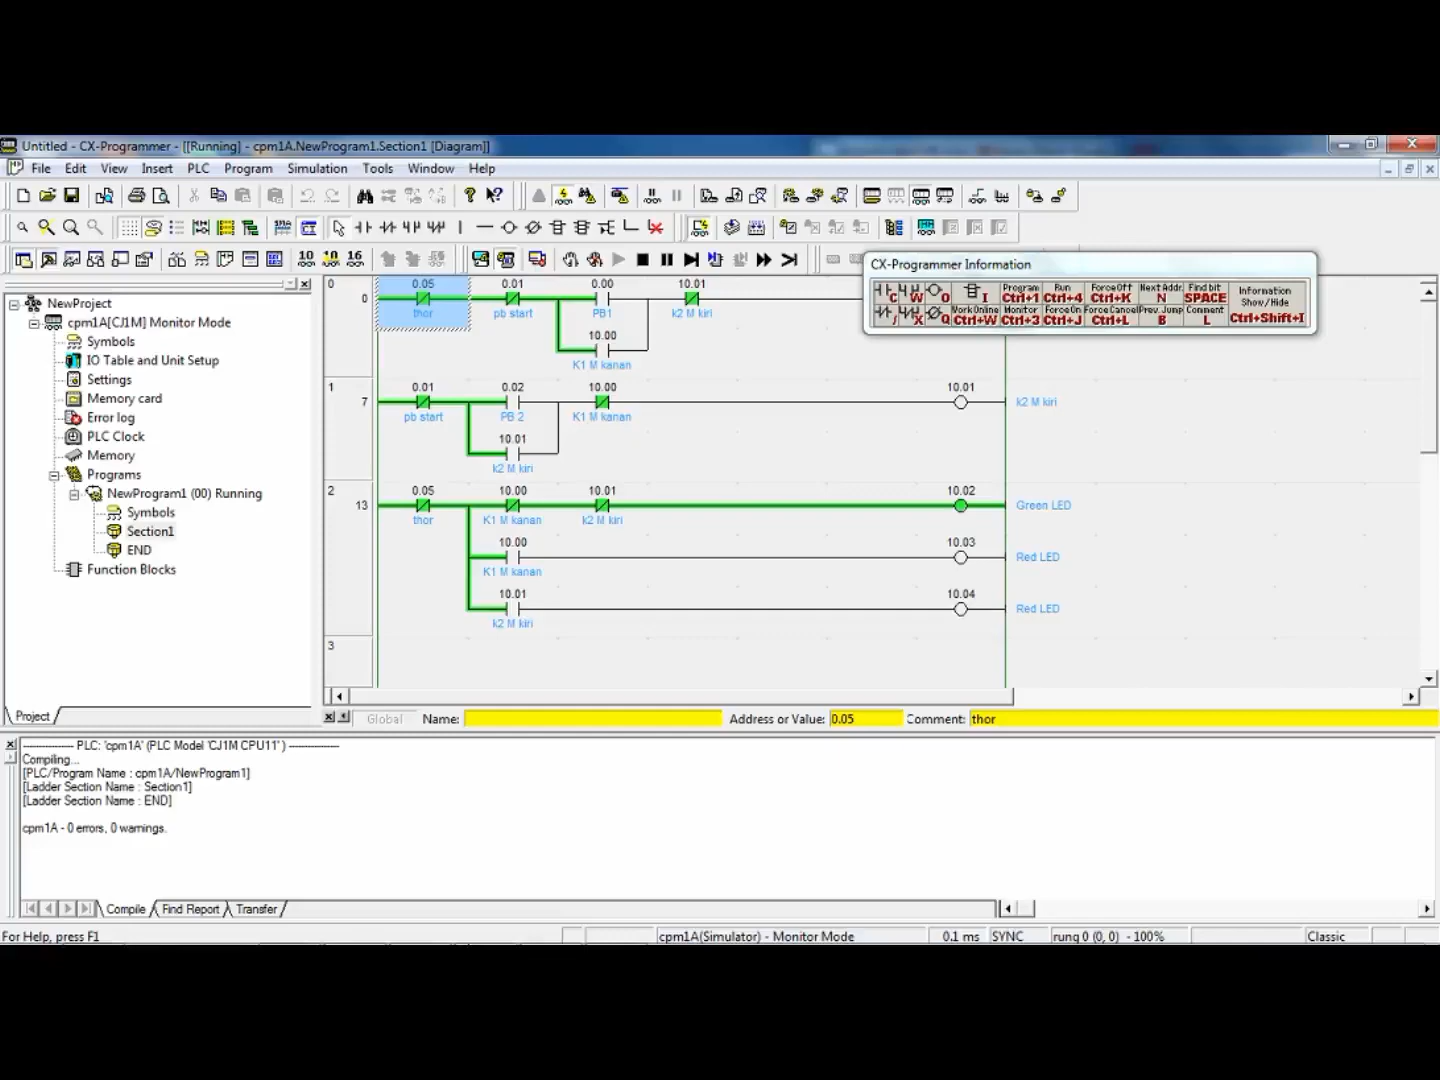 Untitled - CX-Programmer - [[Running] - cpm1A.NewProgram1.Section1 [Diagram]]
File Edit View Insert PLC Program Simulation Tools Window Help
10 10 16
CX-Programmer Information
C W O I Program Ctrl+1 Run Ctrl+4 ForceOff Ctrl+K Next Addr. N Find bit SPACE Information Show/Hide Ctrl+Shift+I
/ X Q Work Online Ctrl+W Monitor Ctrl+3 ForceOn Ctrl+J ForceCancel Ctrl+L Prev. Jump B Comment L
NewProject
cpm1A[CJ1M] Monitor Mode
Symbols
IO Table and Unit Setup
Settings
Memory card
Error log
PLC Clock
Memory
Programs
NewProgram1 (00) Running
Symbols
Section1
END
Function Blocks
Project
0 0.05 0.01 0.00 10.01
0
thor pb start PB1 k2 M kiri
10.00
K1 M kanan
1 0.01 0.02 10.00 10.01
7 k2 M kiri
pb start PB 2 K1 M kanan
10.01
k2 M kiri
2 0.05 10.00 10.01 10.02
13 Green LED
thor K1 M kanan k2 M kiri
10.00 10.03
Red LED
K1 M kanan
10.01 10.04
Red LED
k2 M kiri
3
Global Name: Address or Value: 0.05 Comment: thor
---------------- PLC: 'cpm1A' (PLC Model 'CJ1M CPU11') ----------------
Compiling...
[PLC/Program Name : cpm1A/NewProgram1]
[Ladder Section Name : Section1]
[Ladder Section Name : END]
cpm1A - 0 errors, 0 warnings.
Compile Find Report Transfer
For Help, press F1 cpm1A(Simulator) - Monitor Mode 0.1 ms SYNC rung 0 (0, 0) - 100% Classic